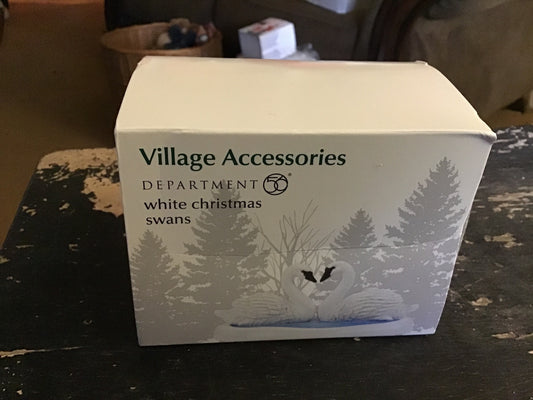 Village Accessories
DEPARTMENT 56®
white christmas
swans